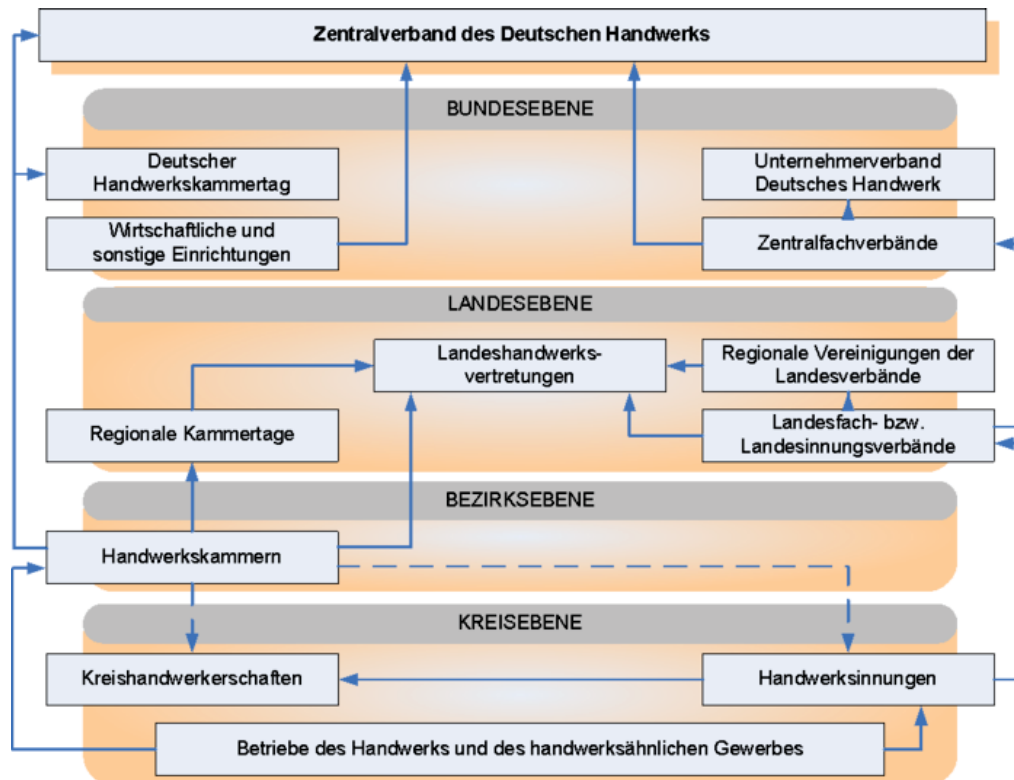 Zentralverband des Deutschen Handwerks
BUNDESEBENE
Deutscher
Handwerkskammertag
Unternehmerverband
Deutsches Handwerk
Wirtschaftliche und
sonstige Einrichtungen
Zentralfachverbände
LANDESEBENE
Landeshandwerks-
vertretungen
Regionale Vereinigungen der
Landesverbände
Regionale Kammertage
Landesfach- bzw.
Landesinnungsverbände
BEZIRKSEBENE
Handwerkskammern
KREISEBENE
Kreishandwerkerschaften
Handwerksinnungen
Betriebe des Handwerks und des handwerksähnlichen Gewerbes